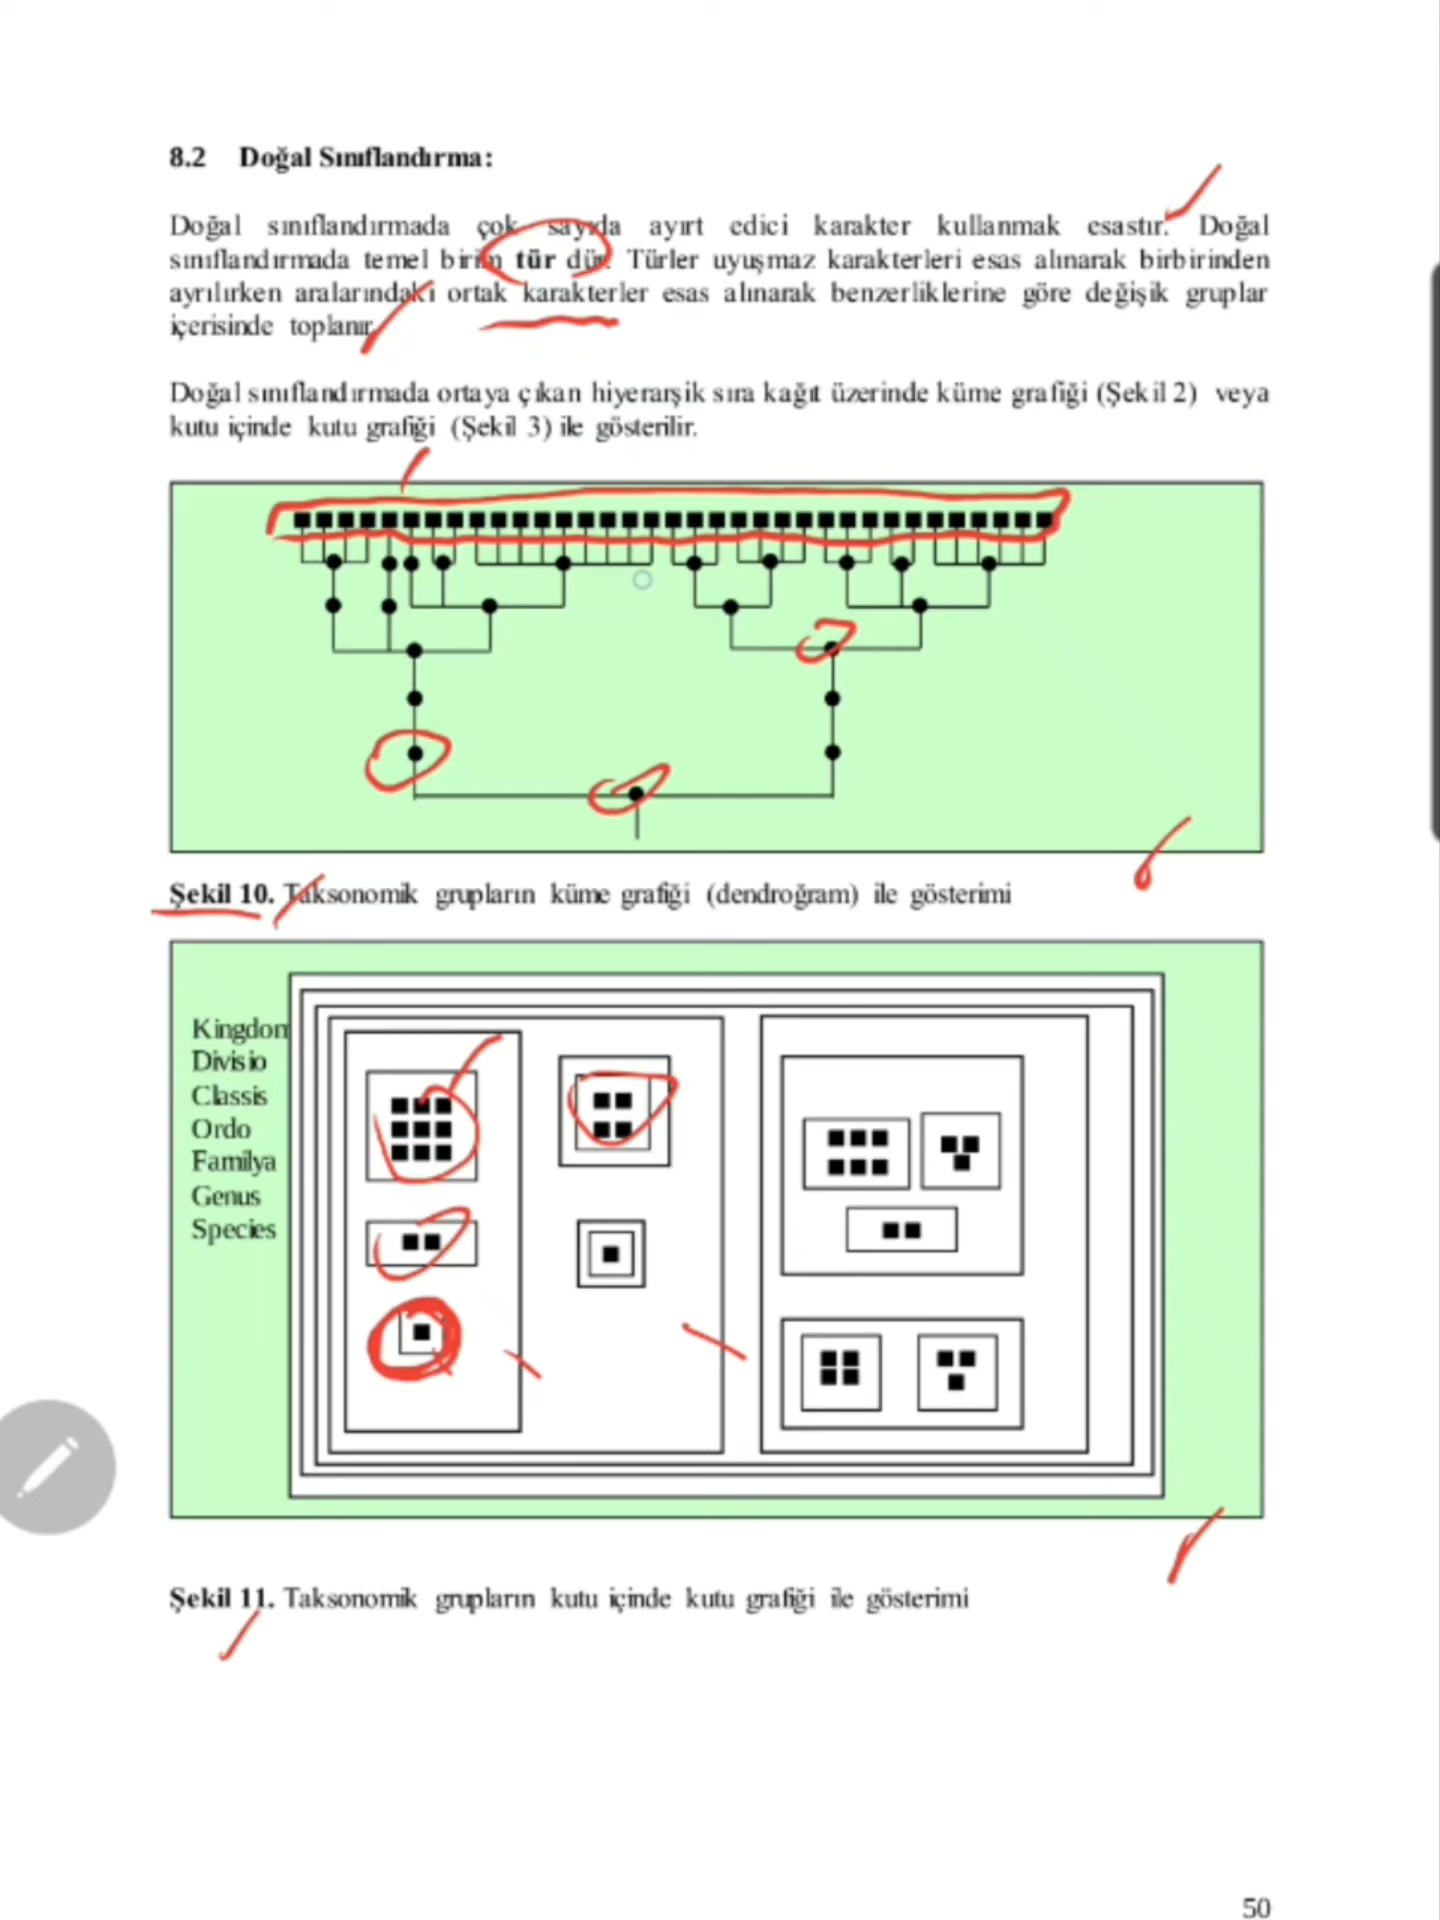 8.2 Doğal Sınıflandırma:
Doğal sınıflandırmada çok sayıda ayırt edici karakter kullanmak esastır. Doğal
sınıflandırmada temel birim tür dür. Türler uyuşmaz karakterleri esas alınarak birbirinden
ayrılırken aralarındaki ortak karakterler esas alınarak benzerliklerine göre değişik gruplar
içerisinde toplanır.
Doğal sınıflandırmada ortaya çıkan hiyerarşik sıra kağıt üzerinde küme grafiği (Şekil 2) veya
kutu içinde kutu grafiği (Şekil 3) ile gösterilir.
Şekil 10. Taksonomik grupların küme grafiği (dendroğram) ile gösterimi
Kingdom
Divisio
Classis
Ordo
Familya
Genus
Species
Şekil 11. Taksonomik grupların kutu içinde kutu grafiği ile gösterimi
50